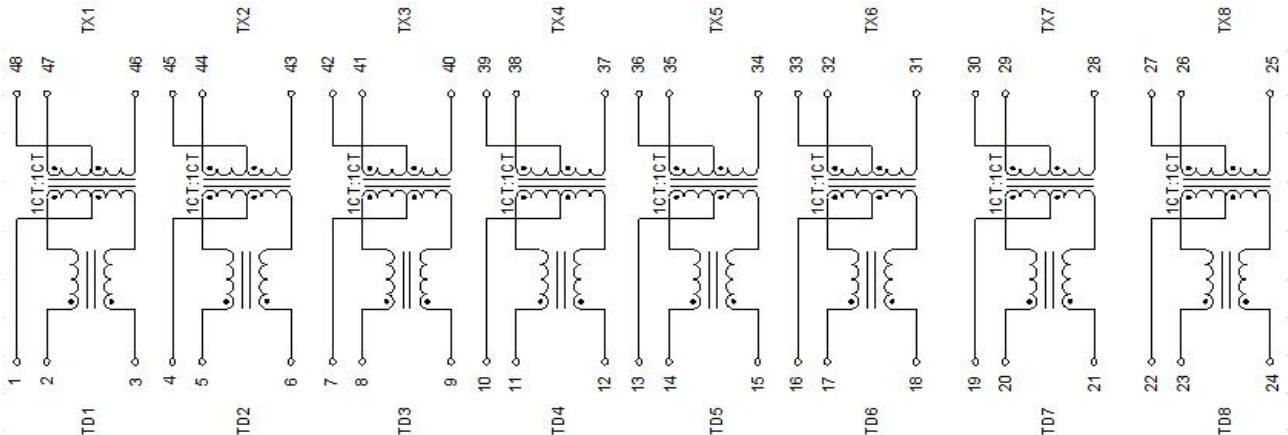 TX1 TX2 TX3 TX4 TX5 TX6 TX7 TX8
48 47 46 45 44 43 42 41 40 39 38 37 36 35 34 33 32 31 30 29 28 27 26 25
1CT:1CT 1CT:1CT 1CT:1CT 1CT:1CT 1CT:1CT 1CT:1CT 1CT:1CT 1CT:1CT
1 2 3 4 5 6 7 8 9 10 11 12 13 14 15 16 17 18 19 20 21 22 23 24
TD1 TD2 TD3 TD4 TD5 TD6 TD7 TD8